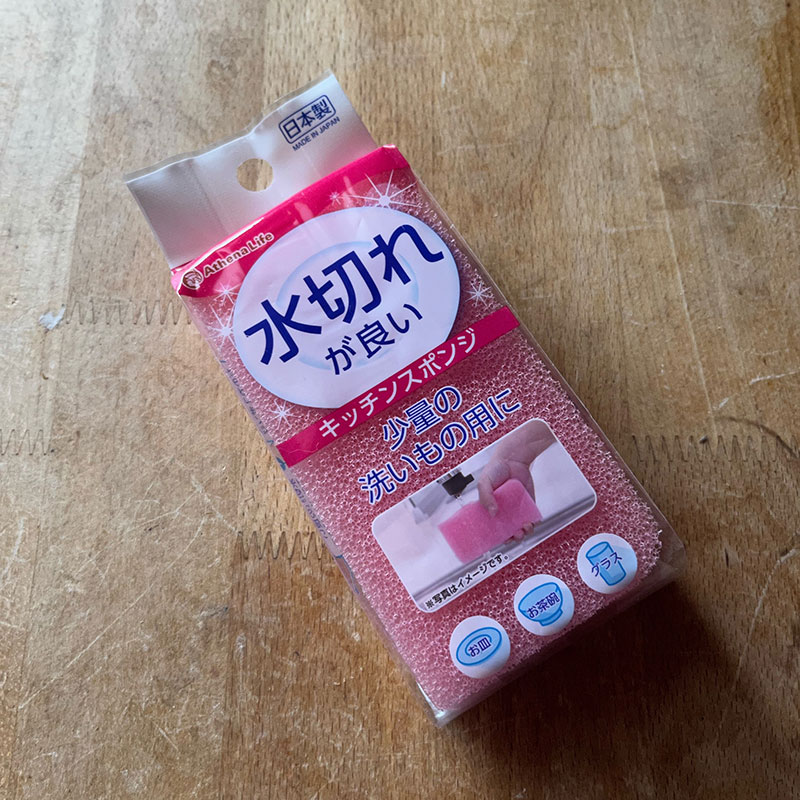 日本製
MADE IN JAPAN
Athena Life
水切れ
が良い
キッチンスポンジ
少量の
洗いもの用に
※写真はイメージです。
お皿
お茶碗
グラス